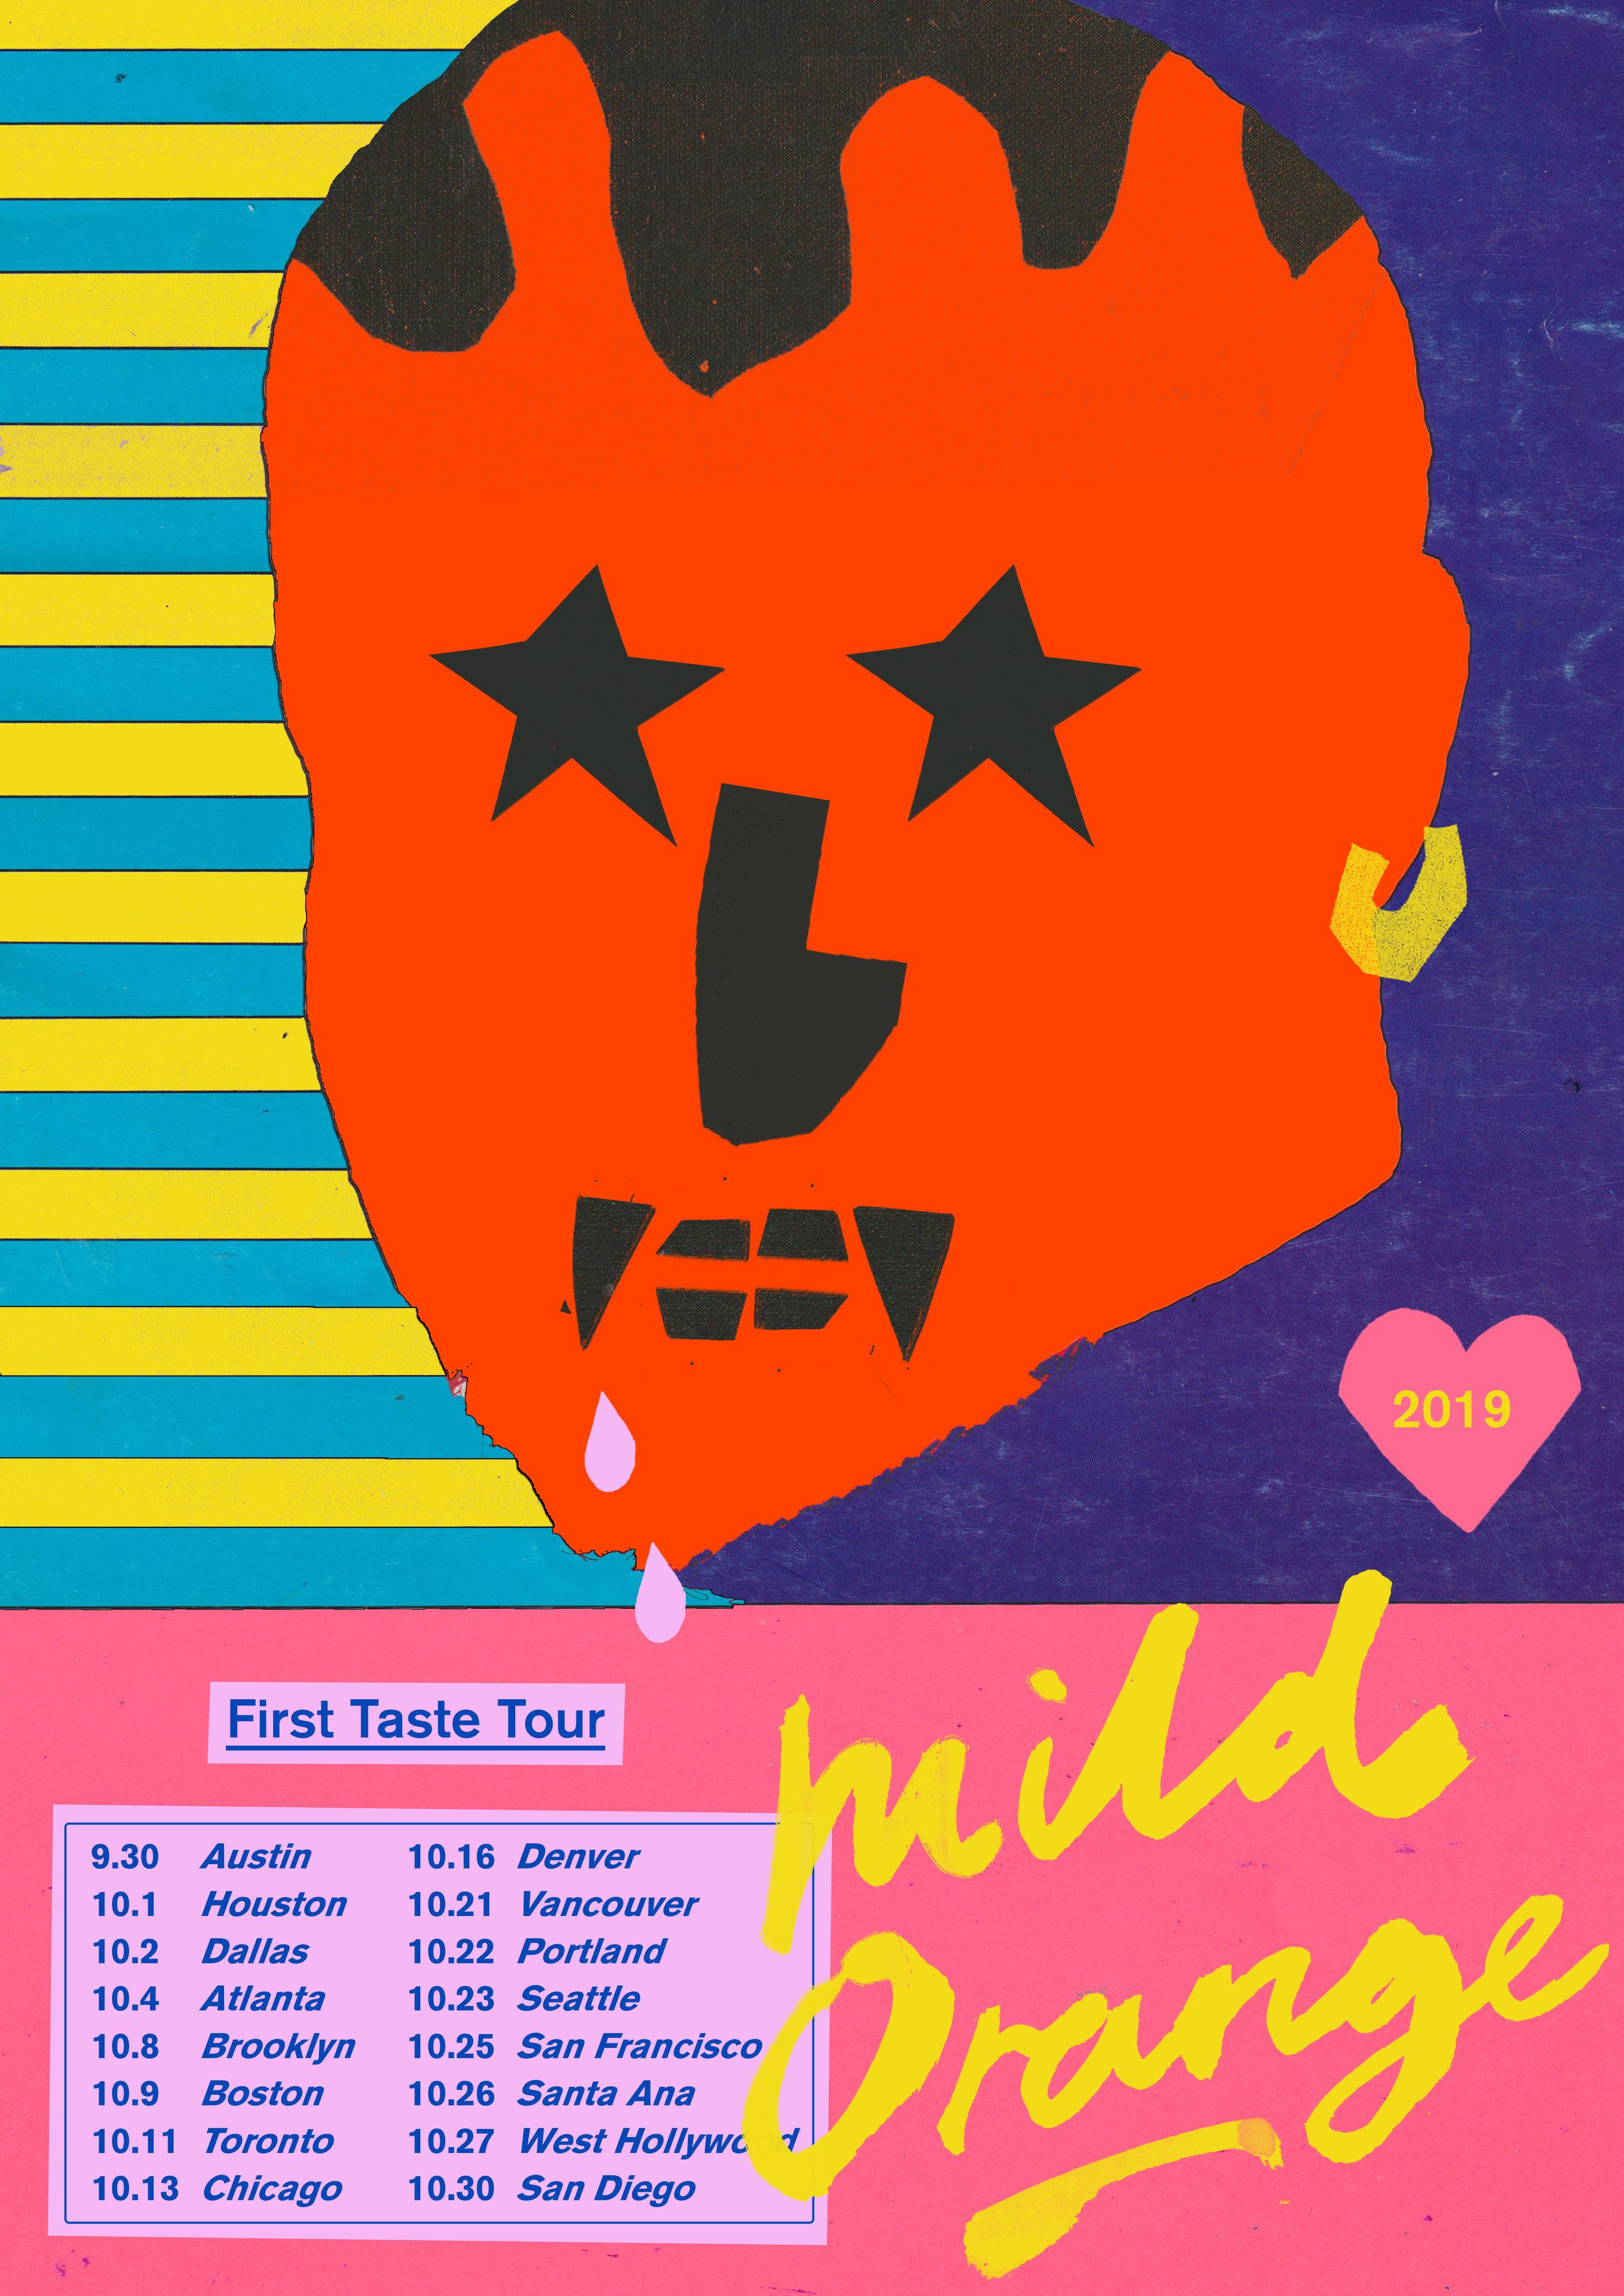 2019
First Taste Tour
mild
Orange
9.30 Austin
10.1 Houston
10.2 Dallas
10.4 Atlanta
10.8 Brooklyn
10.9 Boston
10.11 Toronto
10.13 Chicago
10.16 Denver
10.21 Vancouver
10.22 Portland
10.23 Seattle
10.25 San Francisco
10.26 Santa Ana
10.27 West Hollywood
10.30 San Diego